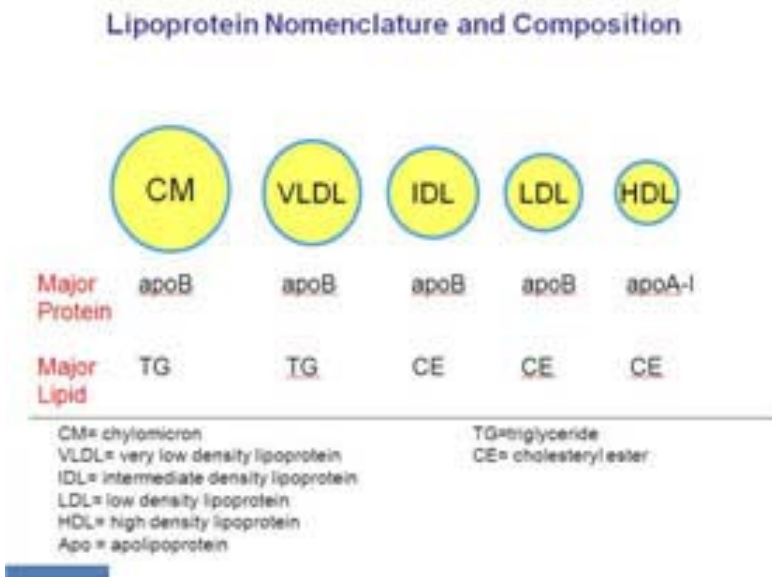 Lipoprotein Nomenclature and Composition
CM VLDL IDL LDL HDL
Major Protein apoB apoB apoB apoB apoA-I
Major Lipid TG TG CE CE CE
CM= chylomicron
VLDL= very low density lipoprotein
IDL= intermediate density lipoprotein
LDL= low density lipoprotein
HDL= high density lipoprotein
Apo = apolipoprotein
TG=triglyceride
CE= cholesteryl ester